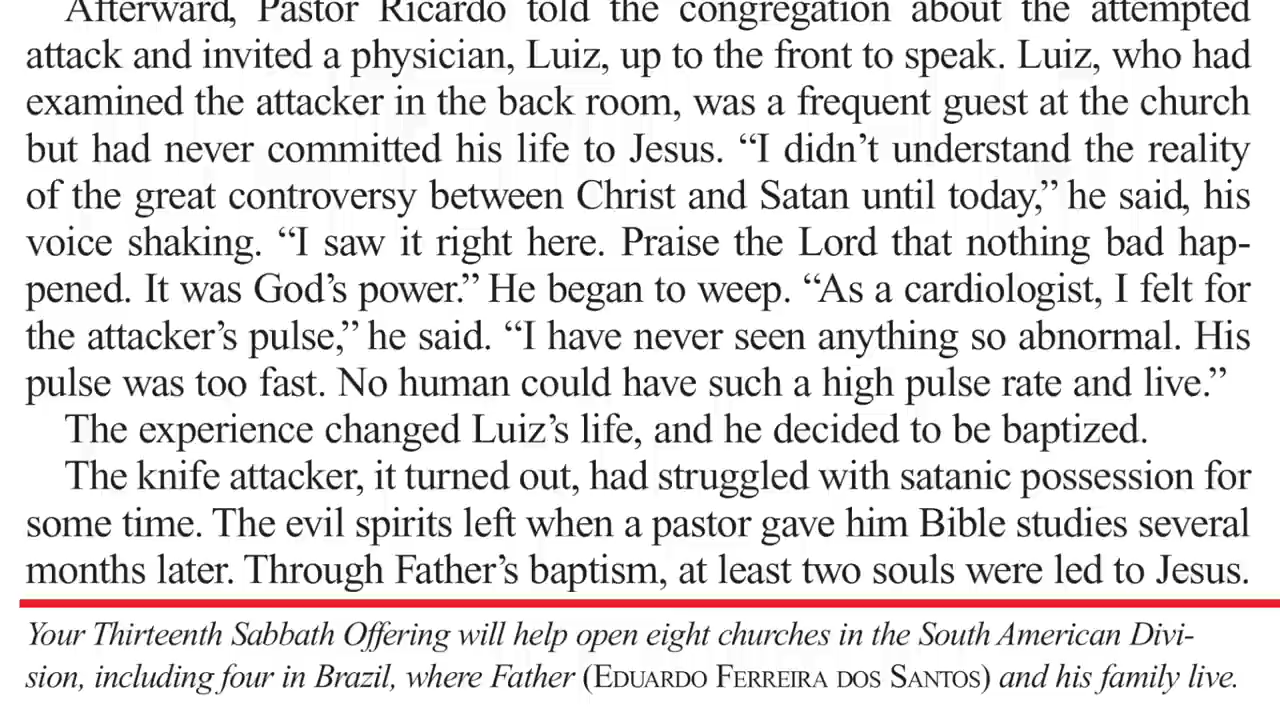 Afterward, Pastor Ricardo told the congregation about the attempted
attack and invited a physician, Luiz, up to the front to speak. Luiz, who had
examined the attacker in the back room, was a frequent guest at the church
but had never committed his life to Jesus. “I didn’t understand the reality
of the great controversy between Christ and Satan until today,” he said, his
voice shaking. “I saw it right here. Praise the Lord that nothing bad hap-
pened. It was God’s power.” He began to weep. “As a cardiologist, I felt for
the attacker’s pulse,” he said. “I have never seen anything so abnormal. His
pulse was too fast. No human could have such a high pulse rate and live.”
The experience changed Luiz’s life, and he decided to be baptized.
The knife attacker, it turned out, had struggled with satanic possession for
some time. The evil spirits left when a pastor gave him Bible studies several
months later. Through Father’s baptism, at least two souls were led to Jesus.
Your Thirteenth Sabbath Offering will help open eight churches in the South American Divi-
sion, including four in Brazil, where Father (EDUARDO FERREIRA DOS SANTOS) and his family live.